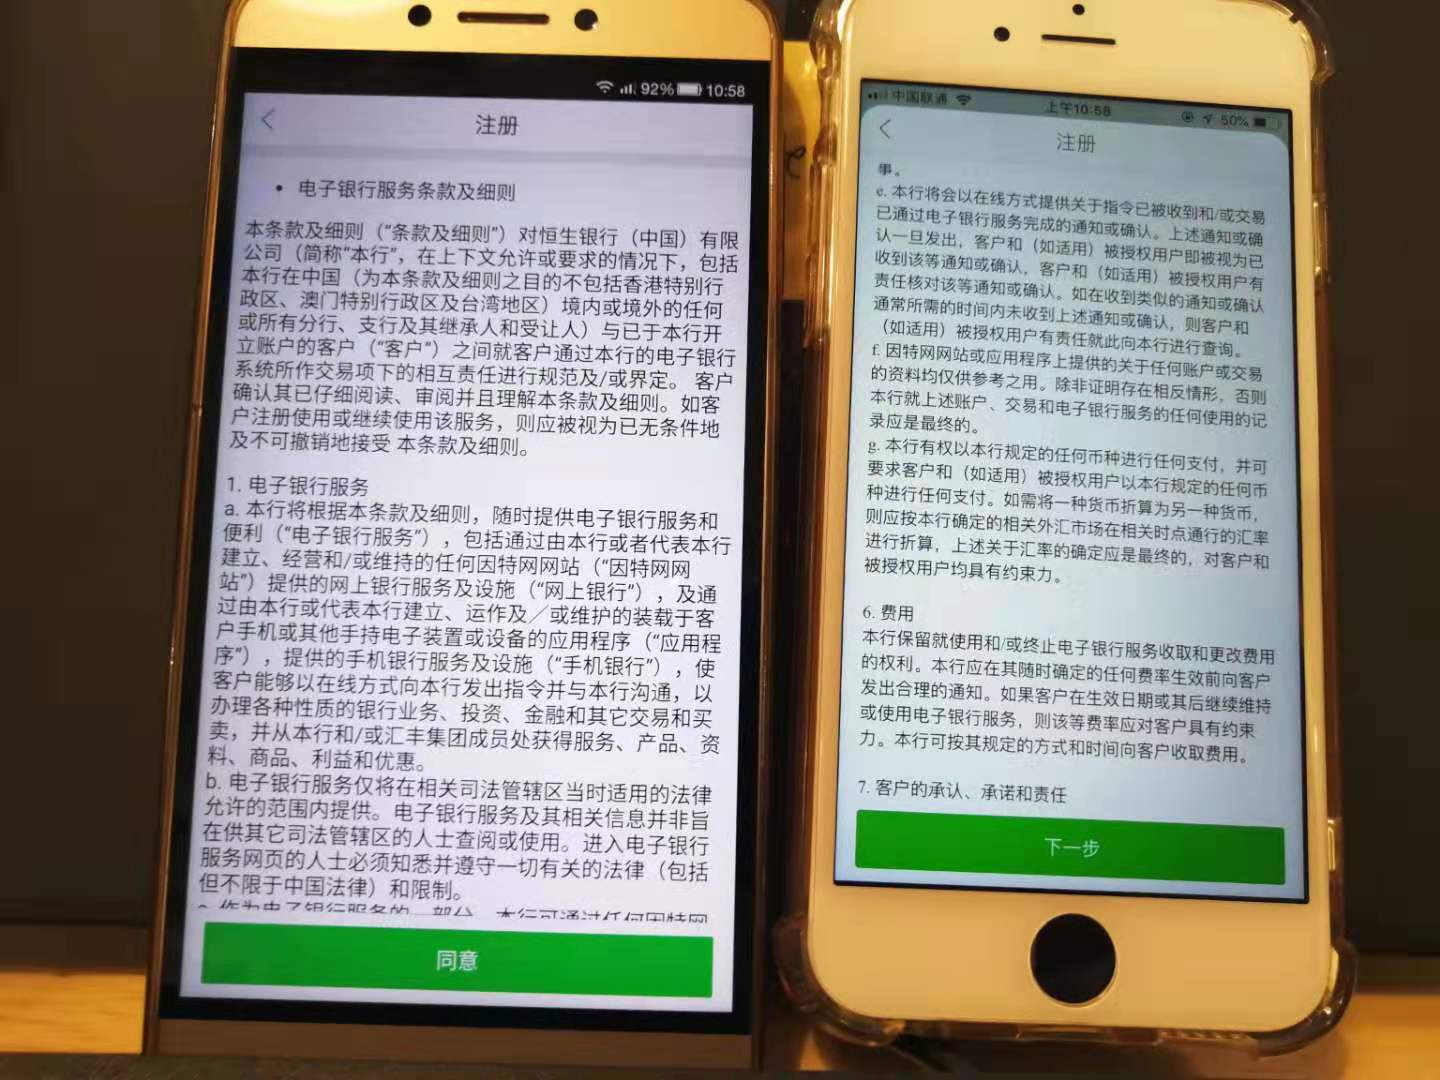 92% 10:58
注册
• 电子银行服务条款及细则
本条款及细则（“条款及细则”）对恒生银行（中国）有限
公司（简称“本行”，在上下文允许或要求的情况下，包括
本行在中国（为本条款及细则之目的不包括香港特别行
政区、澳门特别行政区及台湾地区）境内或境外的任何
或所有分行、支行及其继承人和受让人）与已于本行开
立账户的客户（“客户”）之间就客户通过本行的电子银行
系统所作交易项下的相互责任进行规范及/或界定。 客户
确认其已仔细阅读、审阅并且理解本条款及细则。如客
户注册使用或继续使用该服务，则应被视为已无条件地
及不可撤销地接受 本条款及细则。
1. 电子银行服务
a. 本行将根据本条款及细则，随时提供电子银行服务和
便利（“电子银行服务”），包括通过由本行或者代表本行
建立、经营和/或维持的任何因特网网站（“因特网网
站”）提供的网上银行服务及设施（“网上银行”），及通
过由本行或代表本行建立、运作及／或维护的装载于客
户手机或其他手持电子装置或设备的应用程序（“应用程
序”），提供的手机银行服务及设施（“手机银行”），使
客户能够以在线方式向本行发出指令并与本行沟通，以
办理各种性质的银行业务、投资、金融和其它交易和买
卖，并从本行和/或汇丰集团成员处获得服务、产品、资
料、商品、利益和优惠。
b. 电子银行服务仅将在相关司法管辖区当时适用的法律
允许的范围内提供。电子银行服务及其相关信息并非旨
在供其它司法管辖区的人士查阅或使用。进入电子银行
服务网页的人士必须知悉并遵守一切有关的法律（包括
但不限于中国法律）和限制。
c. 作为电子银行服务的一部分，本行可通过任何因特网
同意
中国联通 上午10:58 50%
注册
事。
e. 本行将会以在线方式提供关于指令已被收到和/或交易
已通过电子银行服务完成的通知或确认。上述通知或确
认一旦发出，客户和（如适用）被授权用户即被视为已
收到该等通知或确认，客户和（如适用）被授权用户有
责任核对该等通知或确认。如在收到类似的通知或确认
通常所需的时间内未收到上述通知或确认，则客户和
（如适用）被授权用户有责任就此向本行进行查询。
f. 因特网网站或应用程序上提供的关于任何账户或交易
的资料均仅供参考之用。除非证明存在相反情形，否则
本行就上述账户、交易和电子银行服务的任何使用的记
录应是最终的。
g. 本行有权以本行规定的任何币种进行任何支付，并可
要求客户和（如适用）被授权用户以本行规定的任何币
种进行任何支付。如需将一种货币折算为另一种货币，
则应按本行确定的相关外汇市场在相关时点通行的汇率
进行折算，上述关于汇率的确定应是最终的，对客户和
被授权用户均具有约束力。
6. 费用
本行保留就使用和/或终止电子银行服务收取和更改费用
的权利。本行应在其随时确定的任何费率生效前向客户
发出合理的通知。如果客户在生效日期或其后继续维持
或使用电子银行服务，则该等费率应对客户具有约束
力。本行可按其规定的方式和时间向客户收取费用。
7. 客户的承认、承诺和责任
下一步